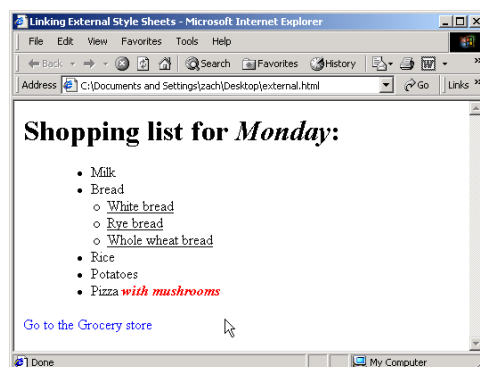 Linking External Style Sheets - Microsoft Internet Explorer
File Edit View Favorites Tools Help
Back Search Favorites History
Address C:\Documents and Settings\zach\Desktop\external.html Go Links »
Shopping list for Monday:
Milk
Bread
White bread
Rye bread
Whole wheat bread
Rice
Potatoes
Pizza with mushrooms
Go to the Grocery store
Done My Computer